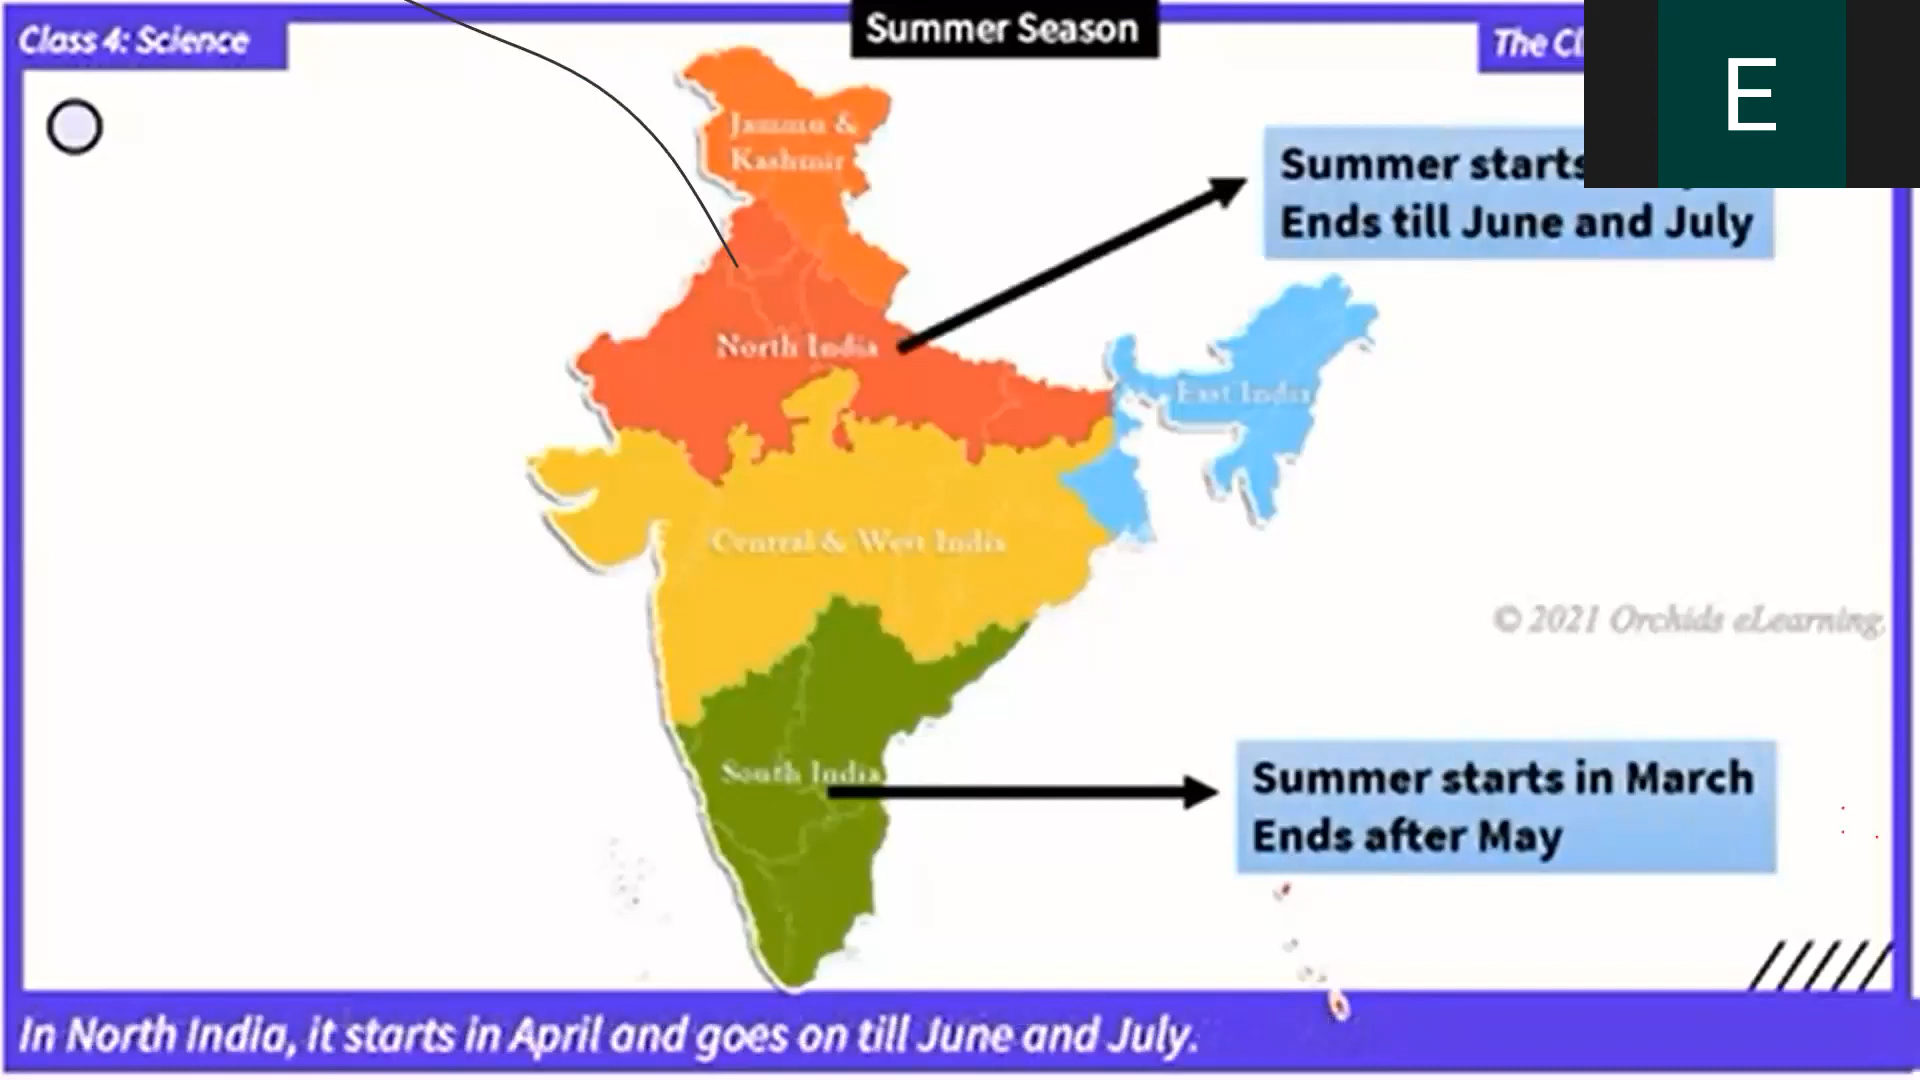 Class 4: Science
Summer Season
The Cl
E
Jammu &
Kashmir
Summer starts
Ends till June and July
North India
East India
Central & West India
© 2021 Orchids eLearning.
South India
Summer starts in March
Ends after May
In North India, it starts in April and goes on till June and July.